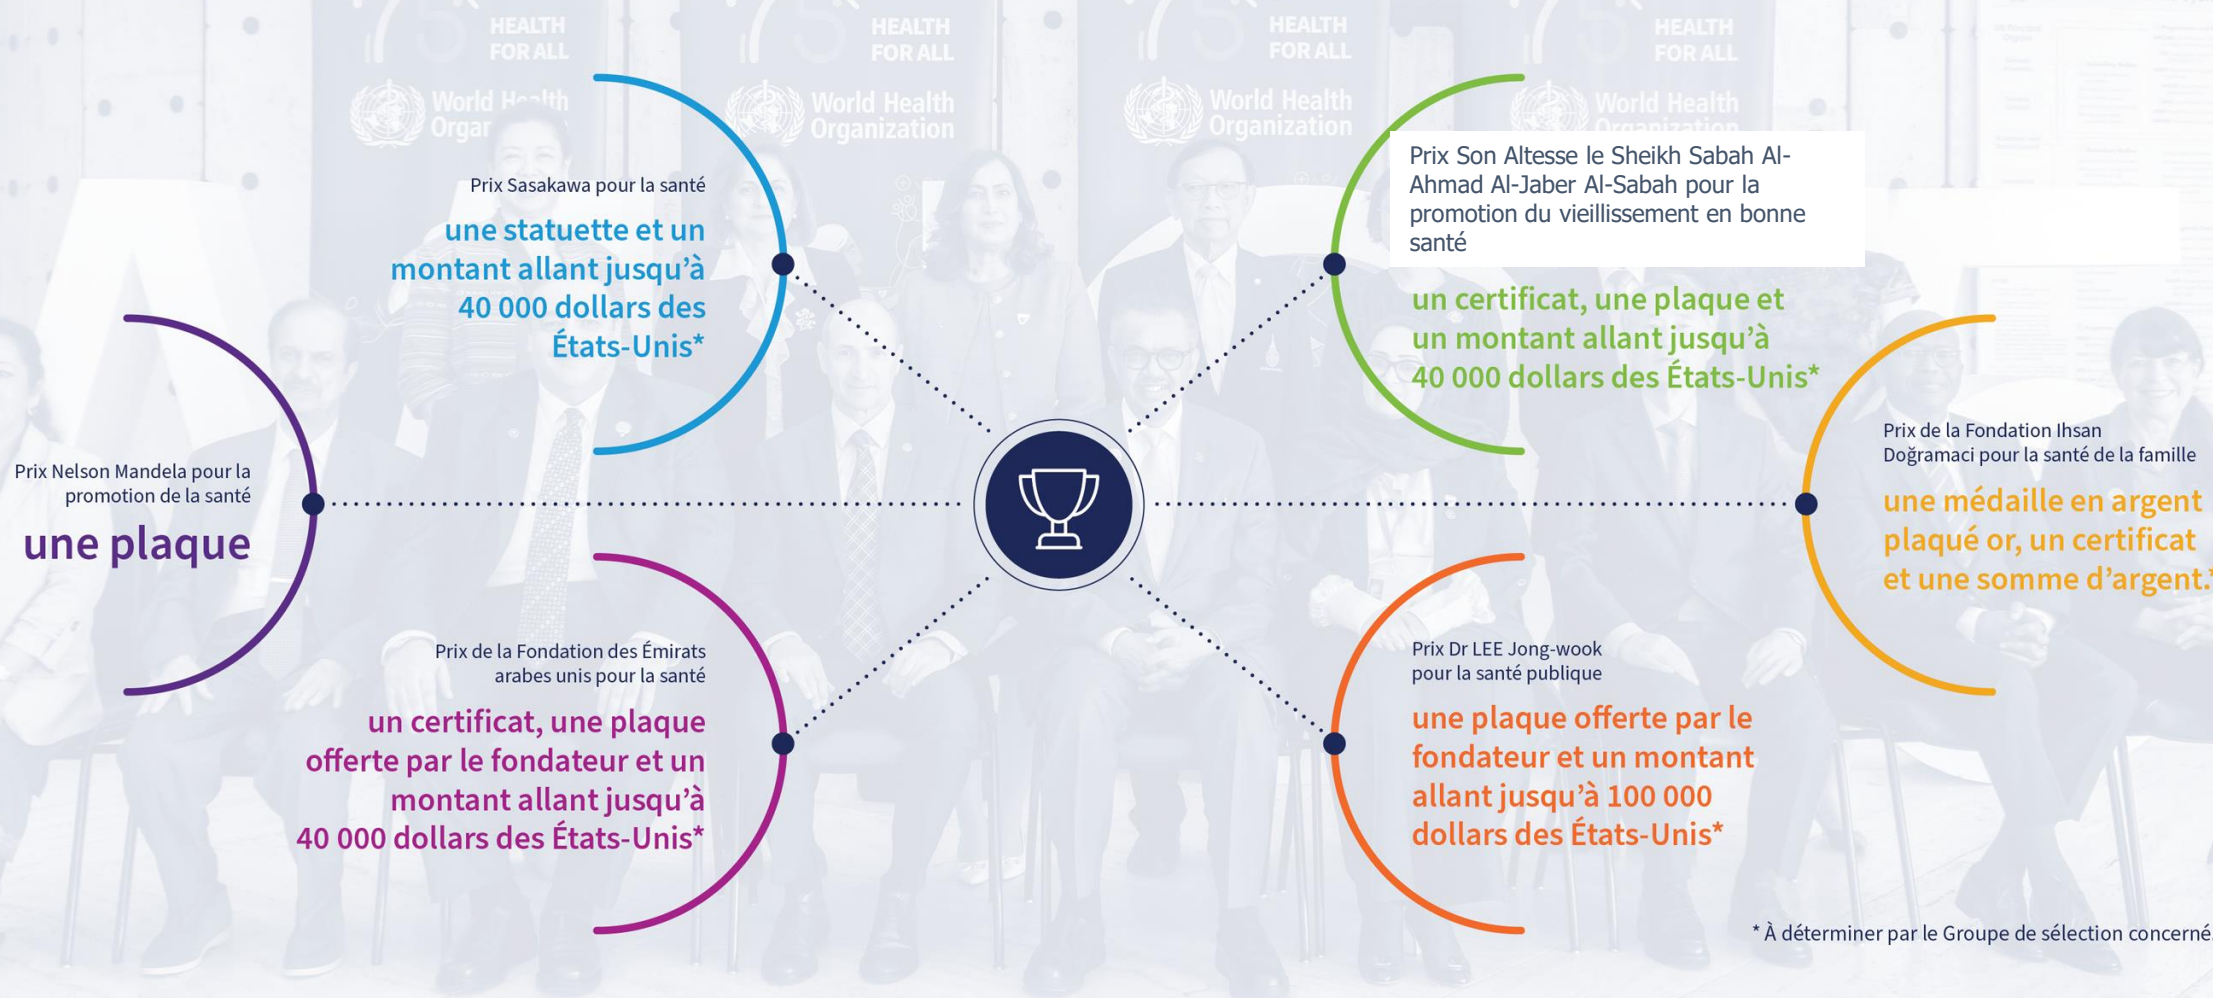 HEALTH
FOR ALL
HEALTH
FOR ALL
HEALTH
FOR ALL
HEALTH
FOR ALL
World Health
World Health
Organization
World Health
Organization
World Health
Organization
Prix Sasakawa pour la santé
une statuette et un
montant allant jusqu’à
40 000 dollars des
États-Unis*
Prix Son Altesse le Sheikh Sabah Al-
Ahmad Al-Jaber Al-Sabah pour la
promotion du vieillissement en bonne
santé
un certificat, une plaque et
un montant allant jusqu’à
40 000 dollars des États-Unis*
Prix Nelson Mandela pour la
promotion de la santé
une plaque
Prix de la Fondation Ihsan
Doğramaci pour la santé de la famille
une médaille en argent
plaqué or, un certificat
et une somme d’argent.*
Prix de la Fondation des Émirats
arabes unis pour la santé
un certificat, une plaque
offerte par le fondateur et un
montant allant jusqu’à
40 000 dollars des États-Unis*
Prix Dr LEE Jong-wook
pour la santé publique
une plaque offerte par le
fondateur et un montant
allant jusqu’à 100 000
dollars des États-Unis*
* À déterminer par le Groupe de sélection concerné.